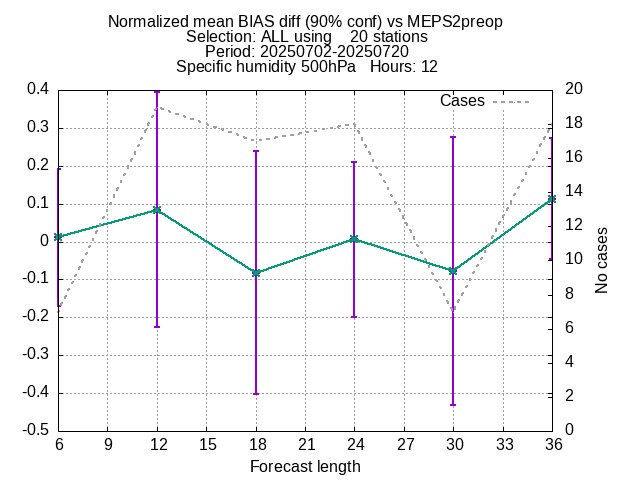 Normalized mean BIAS diff (90% conf) vs MEPS2preop
Selection: ALL using    20 stations
Period: 20250702-20250720
Specific humidity 500hPa   Hours: 12
Cases
0.4
0.3
0.2
0.1
0
-0.1
-0.2
-0.3
-0.4
-0.5
20
18
16
14
12
10
8
6
4
2
0
No cases
6 9 12 15 18 21 24 27 30 33 36
Forecast length